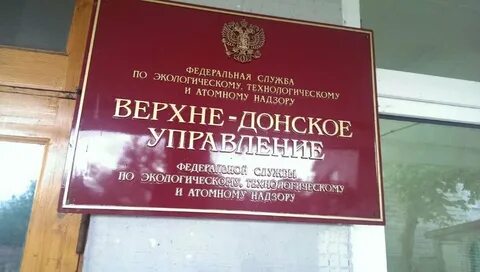 ФЕДЕРАЛЬНАЯ СЛУЖБА
ПО ЭКОЛОГИЧЕСКОМУ, ТЕХНОЛОГИЧЕСКОМУ
И АТОМНОМУ НАДЗОРУ
ВЕРХНЕ-ДОНСКОЕ
УПРАВЛЕНИЕ
ФЕДЕРАЛЬНОЙ СЛУЖБЫ
ПО ЭКОЛОГИЧЕСКОМУ, ТЕХНОЛОГИЧЕСКОМУ
И АТОМНОМУ НАДЗОРУ